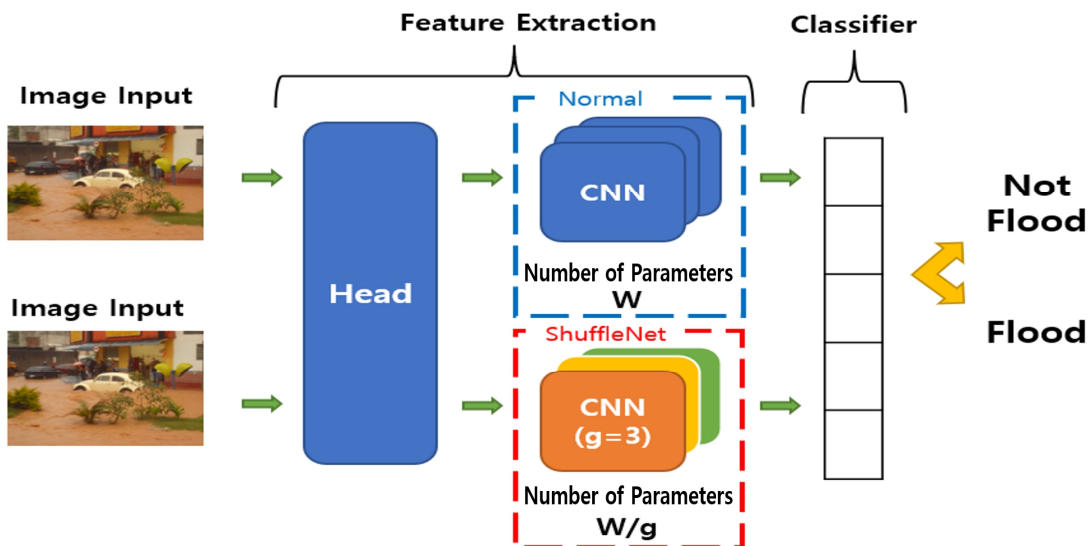 Feature Extraction
Classifier
Image Input
Normal
CNN
Number of Parameters
W
Head
Not
Flood
Image Input
ShuffleNet
CNN
(g=3)
Number of Parameters
W/g
Flood